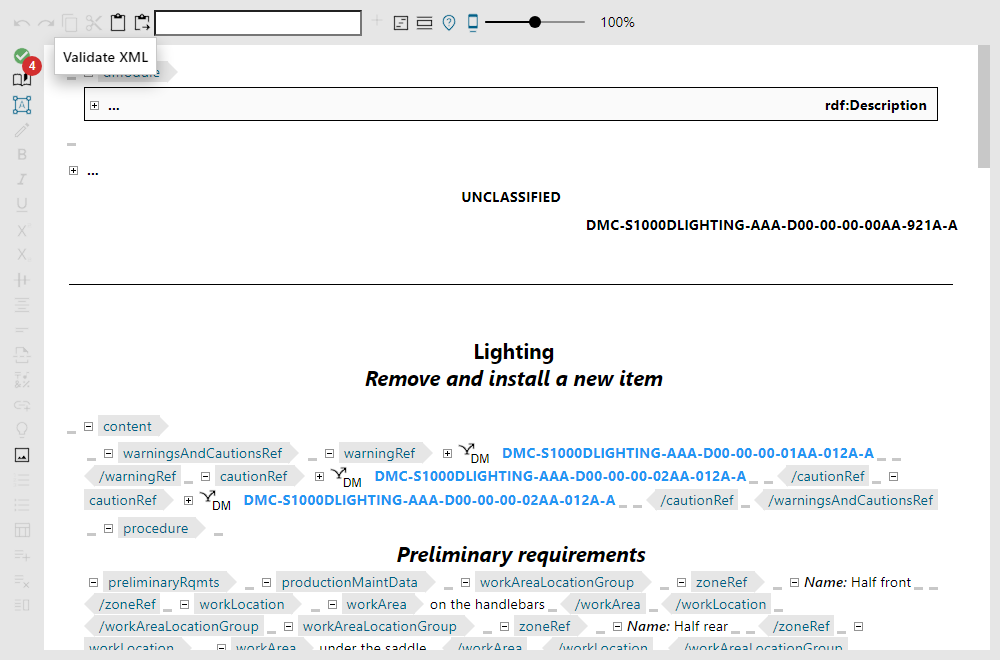 100%
Validate XML
4
dmodule
... rdf:Description
...
UNCLASSIFIED
DMC-S1000DLIGHTING-AAA-D00-00-00-00AA-921A-A
Lighting
Remove and install a new item
content
warningsAndCautionsRef warningRef DM DMC-S1000DLIGHTING-AAA-D00-00-00-01AA-012A-A
/warningRef cautionRef DM DMC-S1000DLIGHTING-AAA-D00-00-00-02AA-012A-A /cautionRef
cautionRef DM DMC-S1000DLIGHTING-AAA-D00-00-00-02AA-012A-A /cautionRef /warningsAndCautionsRef
procedure
Preliminary requirements
preliminaryRqmts productionMaintData workAreaLocationGroup zoneRef Name: Half front
/zoneRef workLocation workArea on the handlebars /workArea /workLocation
/workAreaLocationGroup workAreaLocationGroup zoneRef Name: Half rear /zoneRef
workLocation workArea under the saddle /workArea /workLocation /workAreaLocationGroup